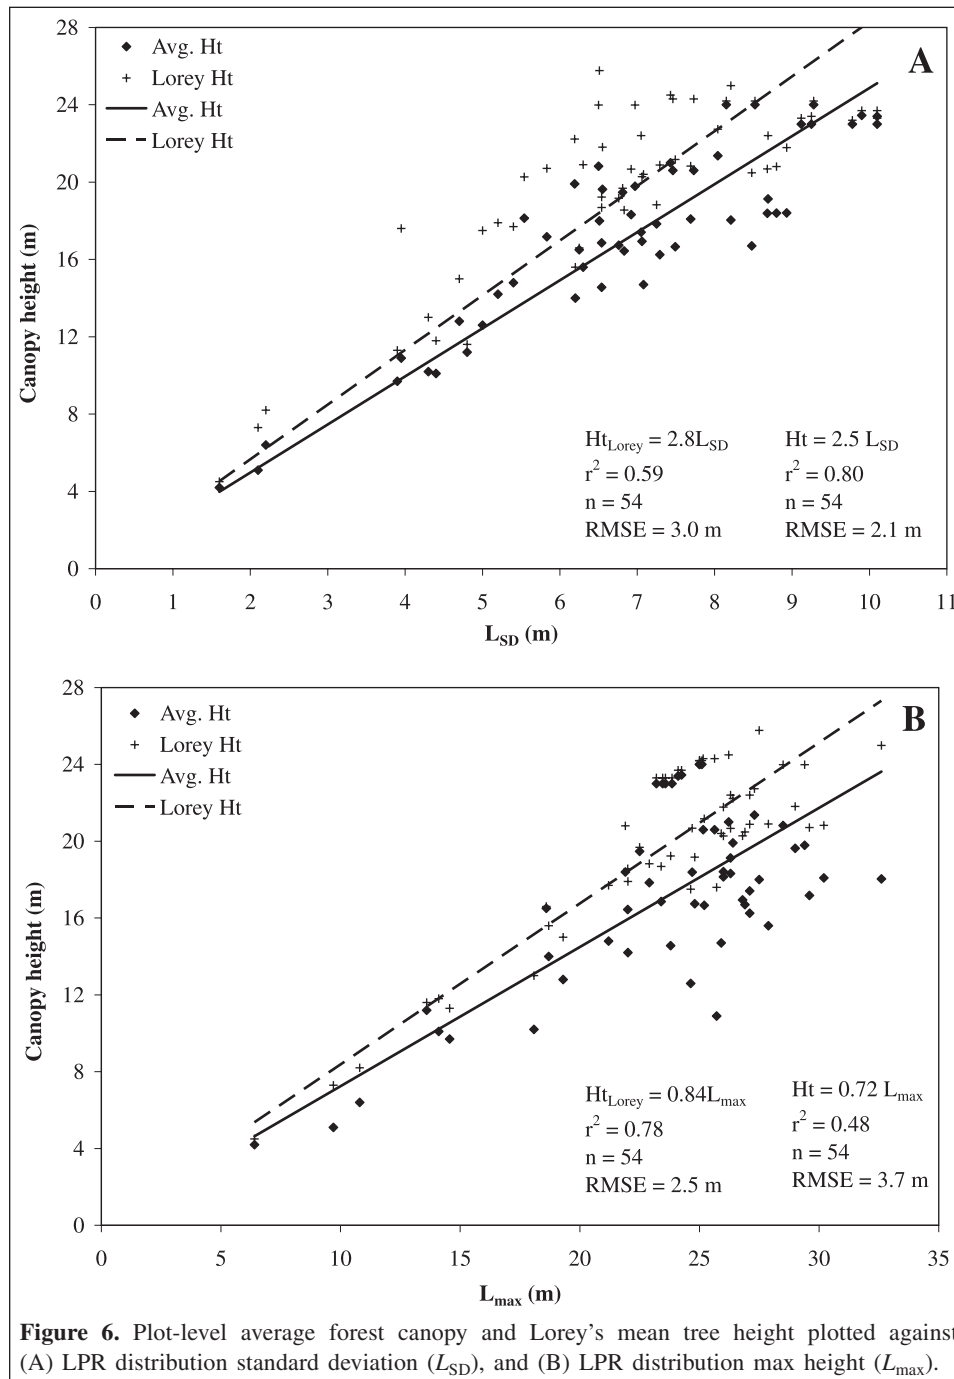 28
24
20
16
12
8
4
0
Canopy height (m)
Avg. Ht
Lorey Ht
Avg. Ht
Lorey Ht
A
Ht_Lorey = 2.8L_SD
r² = 0.59
n = 54
RMSE = 3.0 m
Ht = 2.5 L_SD
r² = 0.80
n = 54
RMSE = 2.1 m
0 1 2 3 4 5 6 7 8 9 10 11
L_SD (m)
28
24
20
16
12
8
4
0
Canopy height (m)
Avg. Ht
Lorey Ht
Avg. Ht
Lorey Ht
B
Ht_Lorey = 0.84L_max
r² = 0.78
n = 54
RMSE = 2.5 m
Ht = 0.72 L_max
r² = 0.48
n = 54
RMSE = 3.7 m
0 5 10 15 20 25 30 35
L_max (m)
Figure 6. Plot-level average forest canopy and Lorey's mean tree height plotted against
(A) LPR distribution standard deviation (L_SD), and (B) LPR distribution max height (L_max).